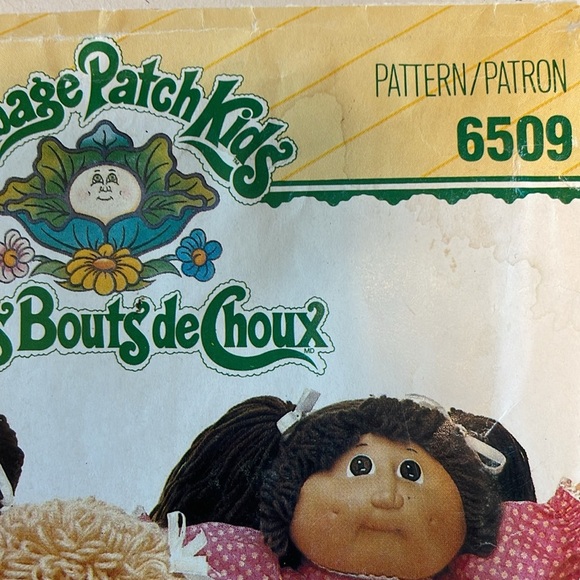 bage Patch Kids
PATTERN/PATRON
6509
s Bouts de Choux
MD